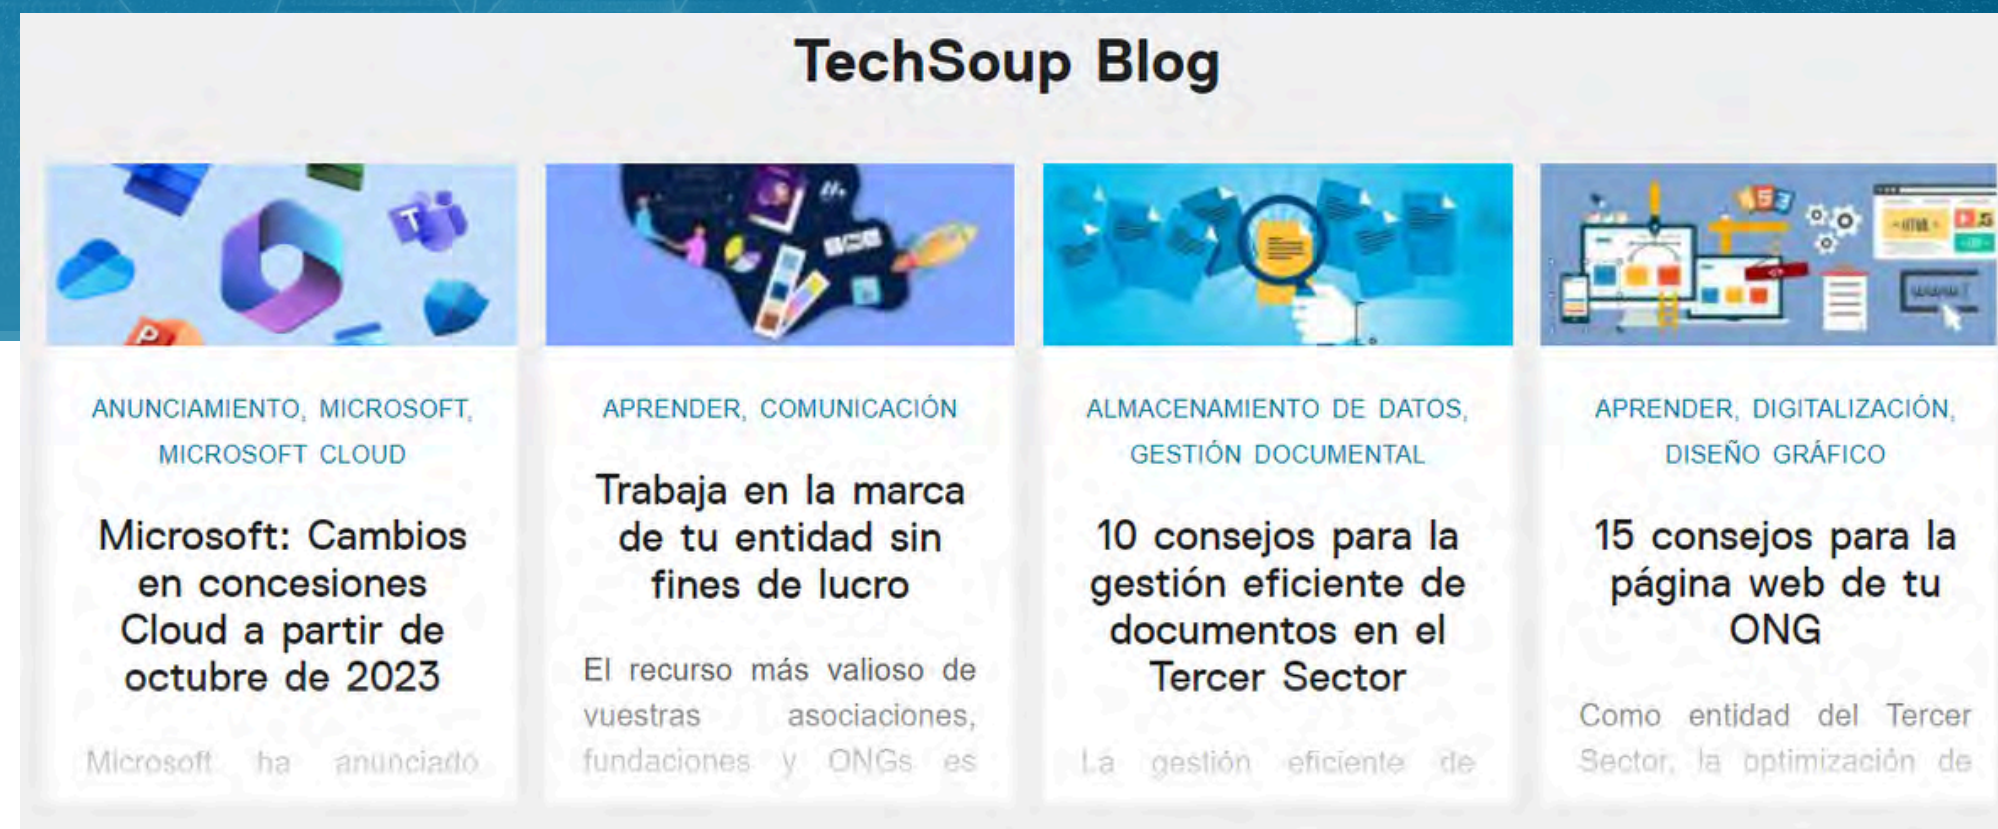 TechSoup Blog
ANUNCIAMIENTO, MICROSOFT,
MICROSOFT CLOUD
Microsoft: Cambios
en concesiones
Cloud a partir de
octubre de 2023
Microsoft ha anunciado
APRENDER, COMUNICACIÓN
Trabaja en la marca
de tu entidad sin
fines de lucro
El recurso más valioso de
vuestras asociaciones,
fundaciones y ONGs es
ALMACENAMIENTO DE DATOS,
GESTIÓN DOCUMENTAL
10 consejos para la
gestión eficiente de
documentos en el
Tercer Sector
La gestión eficiente de
APRENDER, DIGITALIZACIÓN,
DISEÑO GRÁFICO
15 consejos para la
página web de tu
ONG
Como entidad del Tercer
Sector, la optimización de